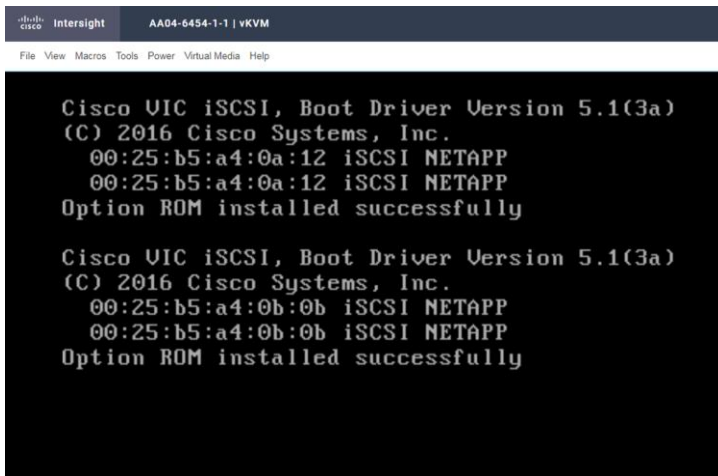 cisco Intersight AA04-6454-1-1 | vKVM
File View Macros Tools Power Virtual Media Help
Cisco VIC iSCSI, Boot Driver Version 5.1(3a)
(C) 2016 Cisco Systems, Inc.
00:25:b5:a4:0a:12 iSCSI NETAPP
00:25:b5:a4:0a:12 iSCSI NETAPP
Option ROM installed successfully
Cisco VIC iSCSI, Boot Driver Version 5.1(3a)
(C) 2016 Cisco Systems, Inc.
00:25:b5:a4:0b:0b iSCSI NETAPP
00:25:b5:a4:0b:0b iSCSI NETAPP
Option ROM installed successfully